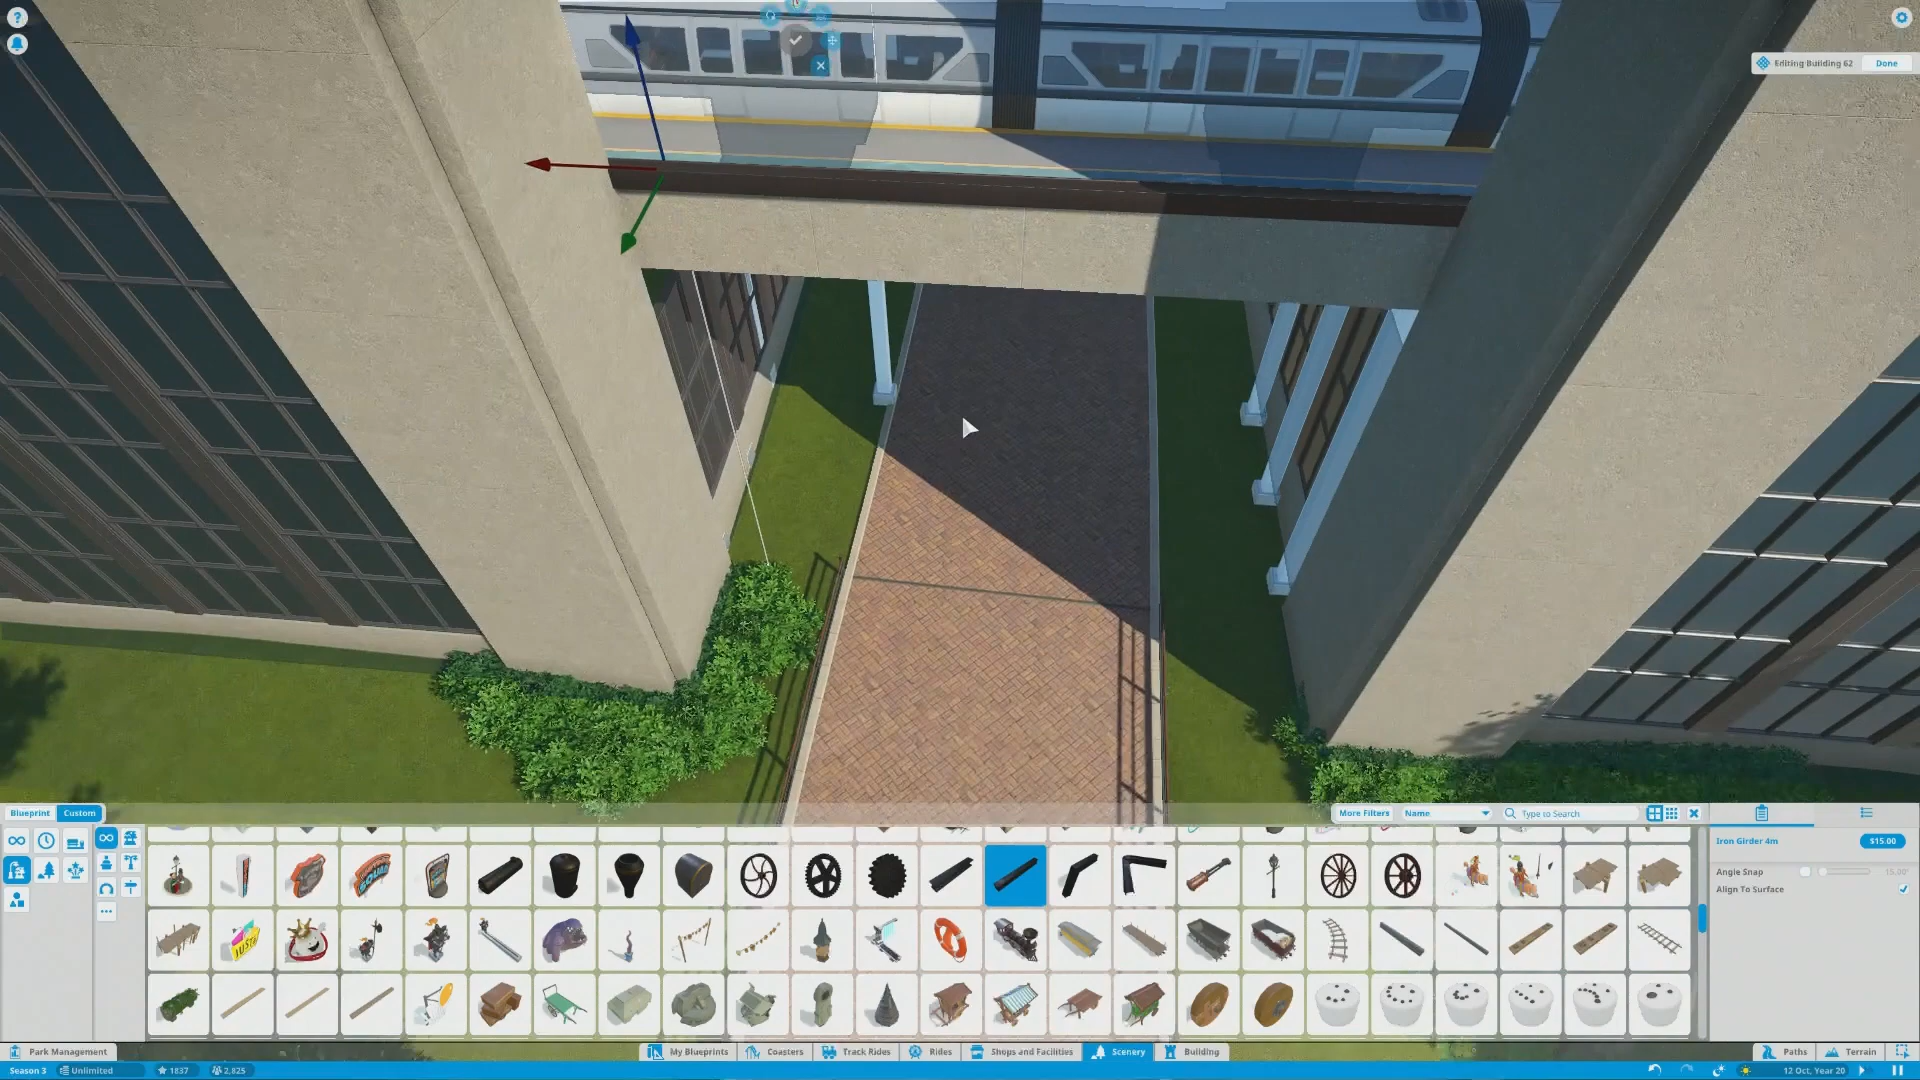 ?
Editing Building 62 Done
Blueprint Custom
More Filters Name Type to Search
Iron Girder 4m $15.00
Angle Snap 15.00°
Align To Surface
Park Management My Blueprints Coasters Track Rides Rides Shops and Facilities Scenery Building Paths Terrain
Season 3 Unlimited 1837 2,825 12 Oct, Year 20